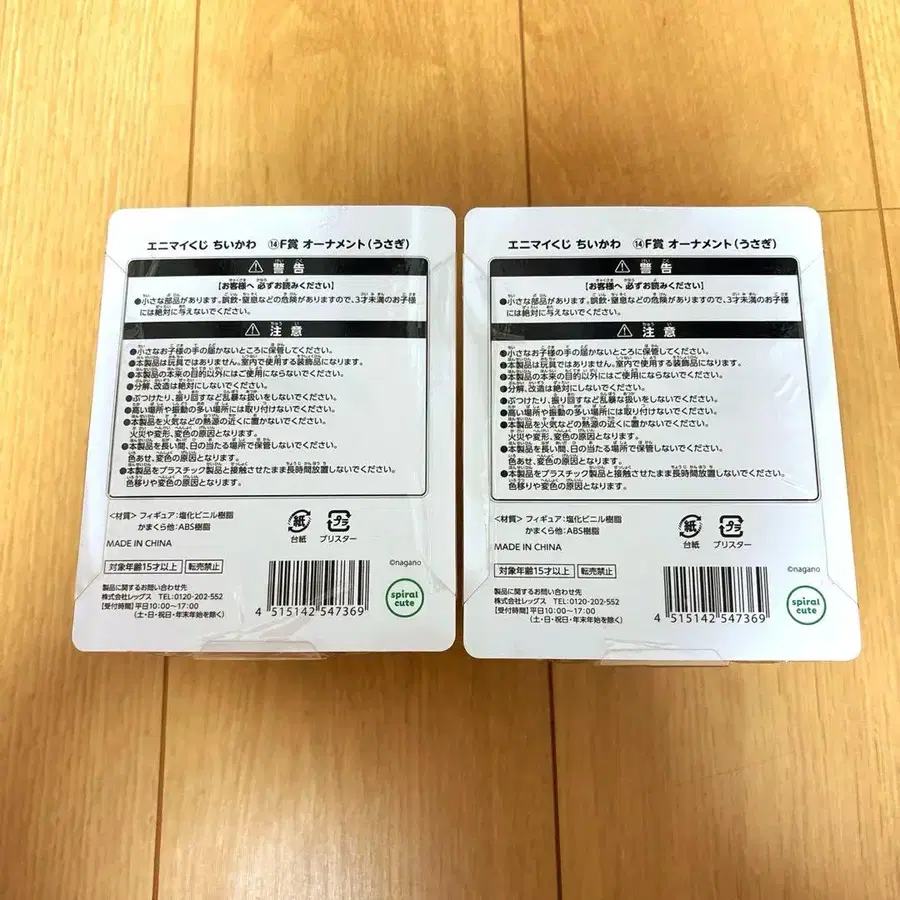 エニマイくじ ちいかわ ⑭F賞 オーナメント(うさぎ)
⚠警告
【お客様へ 必ずお読みください】
●小さな部品があります。誤飲・窒息などの危険がありますので、3才未満のお子様
には絶対に与えないでください。
⚠注意
●小さなお子様の手の届かないところに保管してください。
●本製品は玩具ではありません。室内で使用する装飾品になります。
●本製品の本来の目的以外にはご使用にならないでください。
●分解、改造は絶対にしないでください。
●ぶつけたり、振り回すなど乱暴な扱いをしないでください。
●高い場所や振動の多い場所には取り付けないでください。
●本製品を火気などの熱源の近くに置かないでください。
火災や変形、変色の原因となります。
●本製品を長い間、日の当たる場所で保管しないでください。
色あせ、変色の原因となります。
●本製品をプラスチック製品と接触させたまま長時間放置しないでください。
色移りや変色の原因となります。
<材質> フィギュア:塩化ビニル樹脂
かまくら他:ABS樹脂
紙
台紙
プラ
ブリスター
MADE IN CHINA
©nagano
対象年齢15才以上
転売禁止
製品に関するお問い合わせ先
株式会社レッグス TEL:0120-202-552
【受付時間】平日10:00〜17:00
(土・日・祝日・年末年始を除く)
4 515142 547369
spiral
cute
エニマイくじ ちいかわ ⑭F賞 オーナメント(うさぎ)
⚠警告
【お客様へ 必ずお読みください】
●小さな部品があります。誤飲・窒息などの危険がありますので、3才未満のお子様
には絶対に与えないでください。
⚠注意
●小さなお子様の手の届かないところに保管してください。
●本製品は玩具ではありません。室内で使用する装飾品になります。
●本製品の本来の目的以外にはご使用にならないでください。
●分解、改造は絶対にしないでください。
●ぶつけたり、振り回すなど乱暴な扱いをしないでください。
●高い場所や振動の多い場所には取り付けないでください。
●本製品を火気などの熱源の近くに置かないでください。
火災や変形、変色の原因となります。
●本製品を長い間、日の当たる場所で保管しないでください。
色あせ、変色の原因となります。
●本製品をプラスチック製品と接触させたまま長時間放置しないでください。
色移りや変色の原因となります。
<材質> フィギュア:塩化ビニル樹脂
かまくら他:ABS樹脂
紙
台紙
プラ
ブリスター
MADE IN CHINA
©nagano
対象年齢15才以上
転売禁止
製品に関するお問い合わせ先
株式会社レッグス TEL:0120-202-552
【受付時間】平日10:00〜17:00
(土・日・祝日・年末年始を除く)
4 515142 547369
spiral
cute